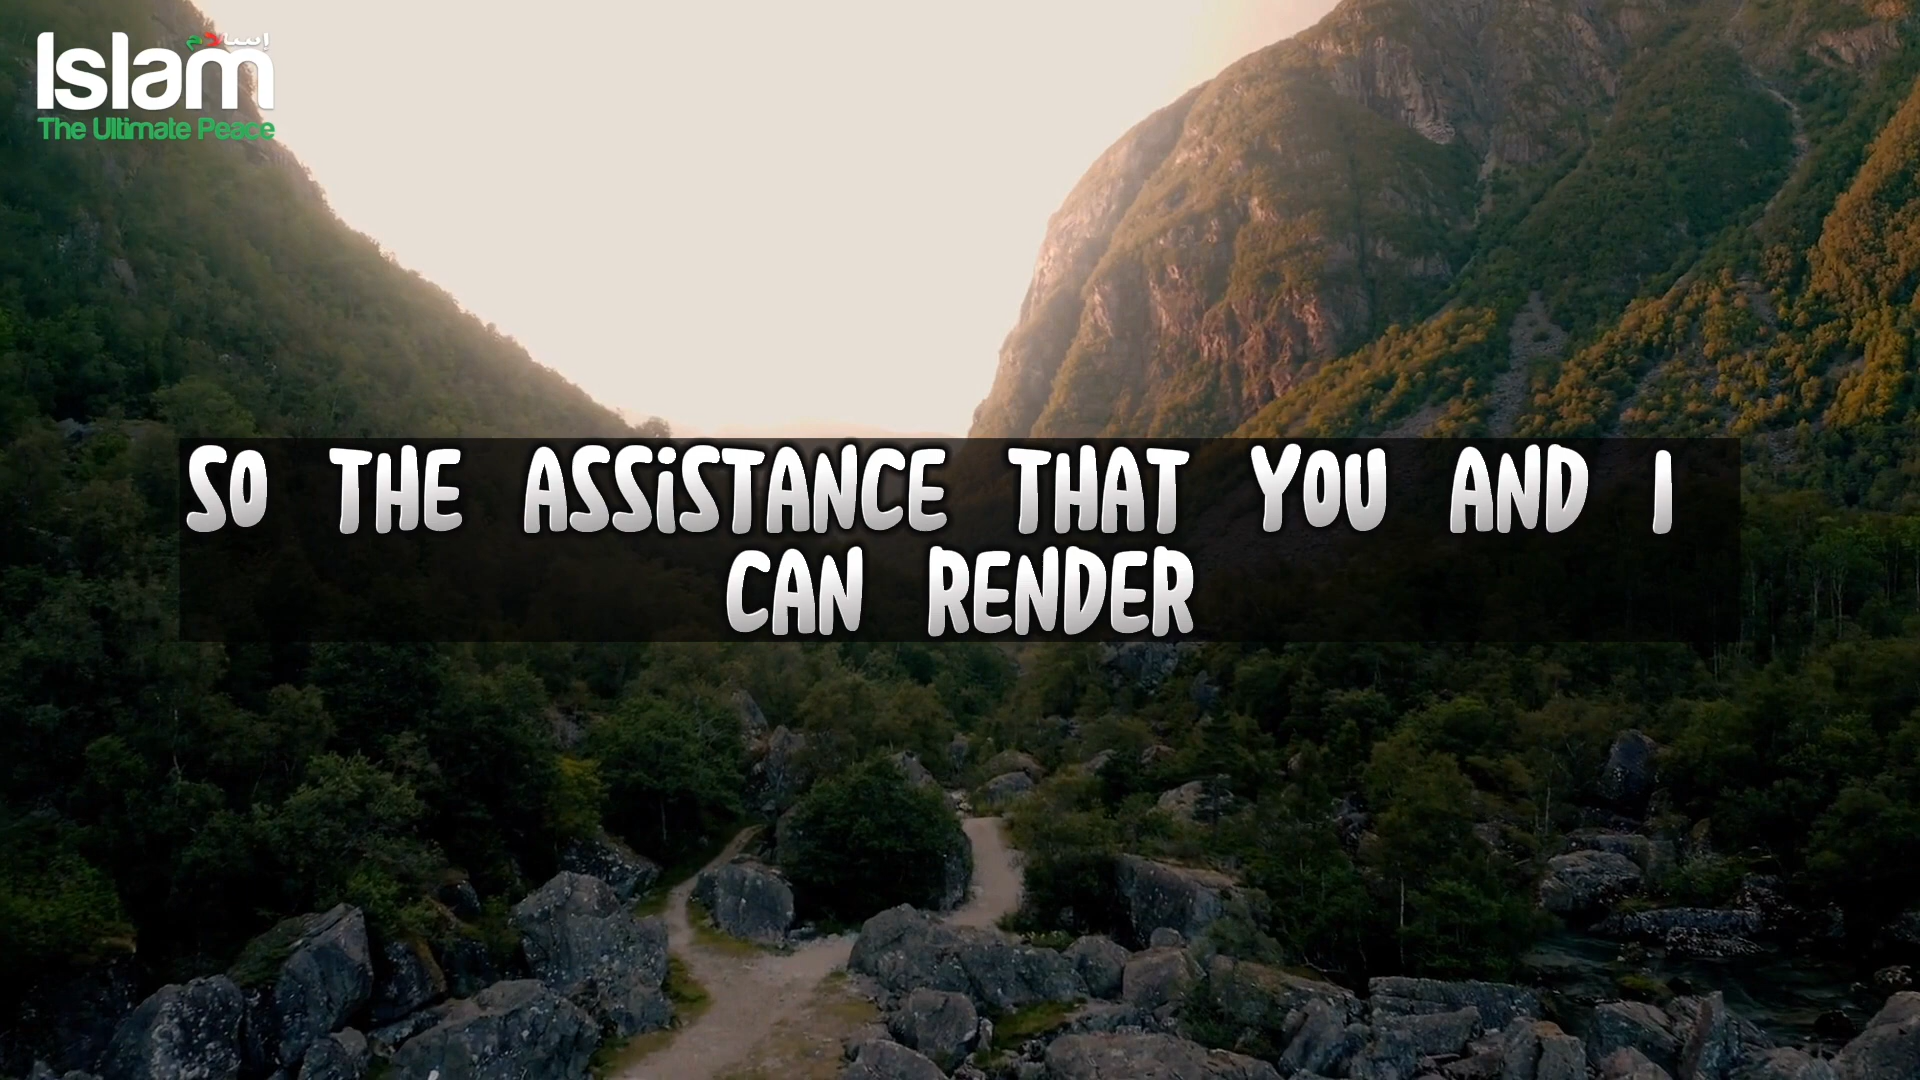 إسلام
Islam
The Ultimate Peace
SO THE ASSISTANCE THAT YOU AND I
CAN RENDER